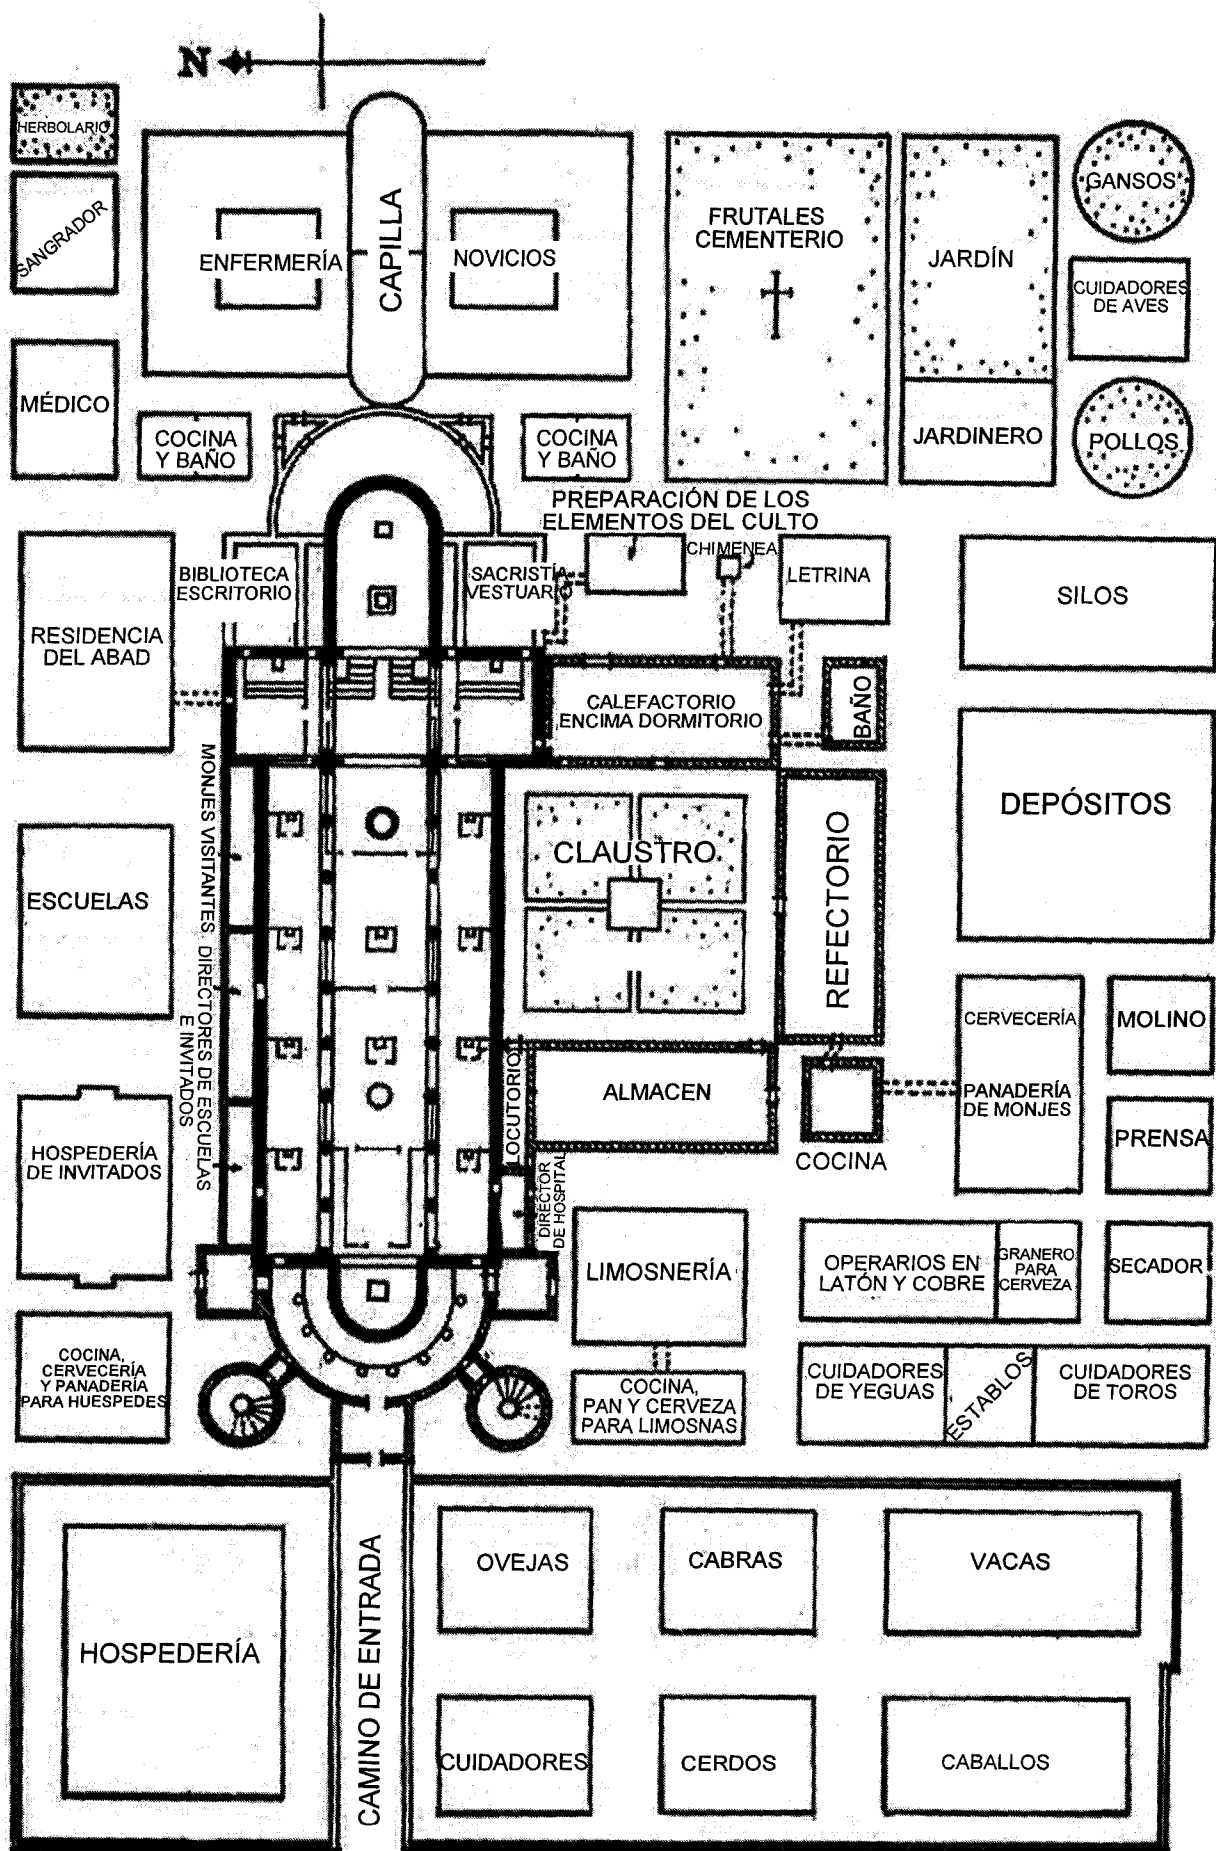 N
HERBOLARIO
SANGRADOR
MÉDICO
ENFERMERÍA
CAPILLA
NOVICIOS
FRUTALES
CEMENTERIO
JARDÍN
JARDINERO
GANSOS
CUIDADORES
DE AVES
POLLOS
COCINA
Y BAÑO
COCINA
Y BAÑO
PREPARACIÓN DE LOS
ELEMENTOS DEL CULTO
CHIMENEA
LETRINA
SILOS
BIBLIOTECA
ESCRITORIO
SACRISTÍA
VESTUARIO
RESIDENCIA
DEL ABAD
CALEFACTORIO
ENCIMA DORMITORIO
BAÑO
DEPÓSITOS
MONJES VISITANTES
DIRECTORES DE ESCUELAS
E INVITADOS
ESCUELAS
CLAUSTRO
REFECTORIO
CERVECERÍA
PANADERÍA
DE MONJES
MOLINO
PRENSA
LOCUTORIO
ALMACEN
COCINA
HOSPEDERÍA
DE INVITADOS
DIRECTOR
DE HOSPITAL
LIMOSNERÍA
OPERARIOS EN
LATÓN Y COBRE
GRANERO
PARA
CERVEZA
SECADOR
COCINA,
CERVECERÍA
Y PANADERÍA
PARA HUESPEDES
COCINA,
PAN Y CERVEZA
PARA LIMOSNAS
CUIDADORES
DE YEGUAS
ESTABLOS
CUIDADORES
DE TOROS
HOSPEDERÍA
CAMINO DE ENTRADA
OVEJAS
CABRAS
VACAS
CUIDADORES
CERDOS
CABALLOS